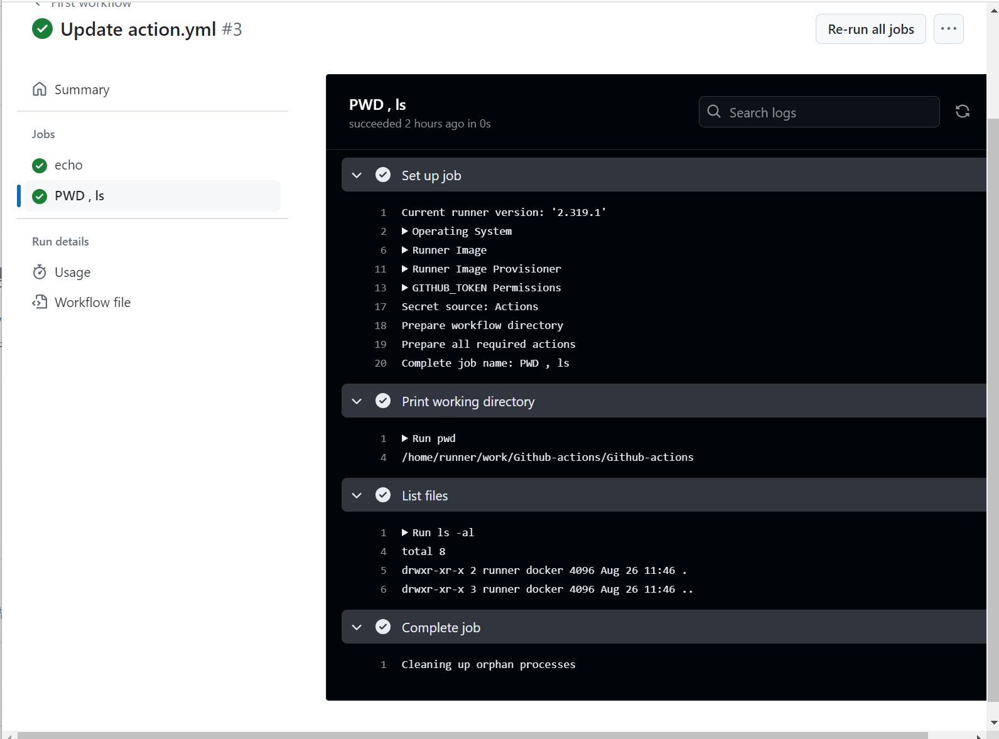 First workflow
Update action.yml #3
Re-run all jobs
Summary
Jobs
echo
PWD , ls
Run details
Usage
Workflow file
PWD , ls
succeeded 2 hours ago in 0s
Search logs
Set up job
1 Current runner version: '2.319.1'
2 Operating System
6 Runner Image
11 Runner Image Provisioner
13 GITHUB_TOKEN Permissions
17 Secret source: Actions
18 Prepare workflow directory
19 Prepare all required actions
20 Complete job name: PWD , ls
Print working directory
1 Run pwd
4 /home/runner/work/Github-actions/Github-actions
List files
1 Run ls -al
4 total 8
5 drwxr-xr-x 2 runner docker 4096 Aug 26 11:46 .
6 drwxr-xr-x 3 runner docker 4096 Aug 26 11:46 ..
Complete job
1 Cleaning up orphan processes